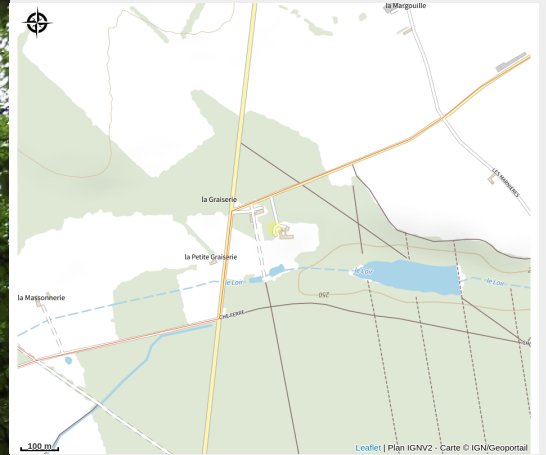 la Margouille
LES MARNIERES
la Graiserie
la Petite Graiserie
le Loir
le Loir
le Loir
la Massonnerie
250
100 m
Leaflet | Plan IGNV2 - Carte © IGN/Geoportail